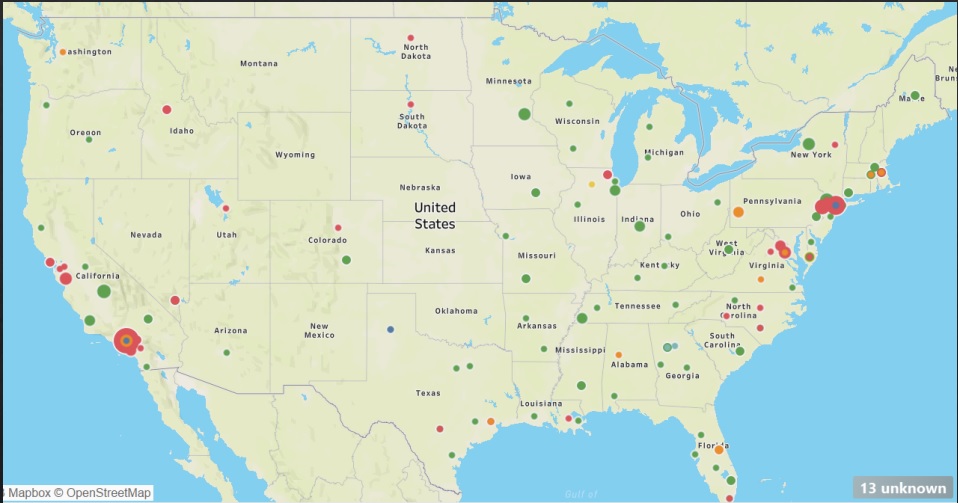 Washington
North
Dakota
Montana
Minnesota
Ne
Bruns
Maine
South
Dakota
Wisconsin
Oregon
Idaho
Michigan
New York
Wyoming
Iowa
Nebraska
United
States
Pennsylvania
Illinois
Indiana
Ohio
Nevada
Utah
Colorado
Kansas
Missouri
West
Virginia
Virginia
Kentucky
California
Oklahoma
Tennessee
North
Carolina
Arizona
New
Mexico
Arkansas
South
Carolina
Mississippi
Alabama
Georgia
Texas
Louisiana
Florida
Mapbox © OpenStreetMap
Gulf of
13 unknown